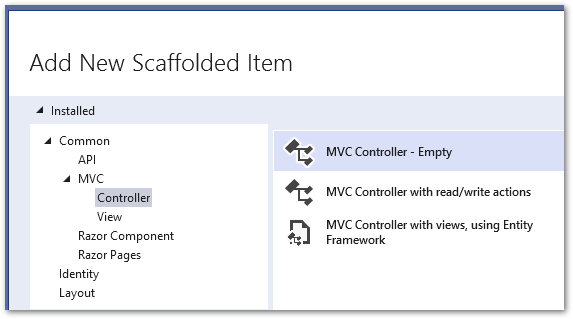 Add New Scaffolded Item
Installed
Common
API
MVC
Controller
View
Razor Component
Razor Pages
Identity
Layout
MVC Controller - Empty
MVC Controller with read/write actions
MVC Controller with views, using Entity
Framework